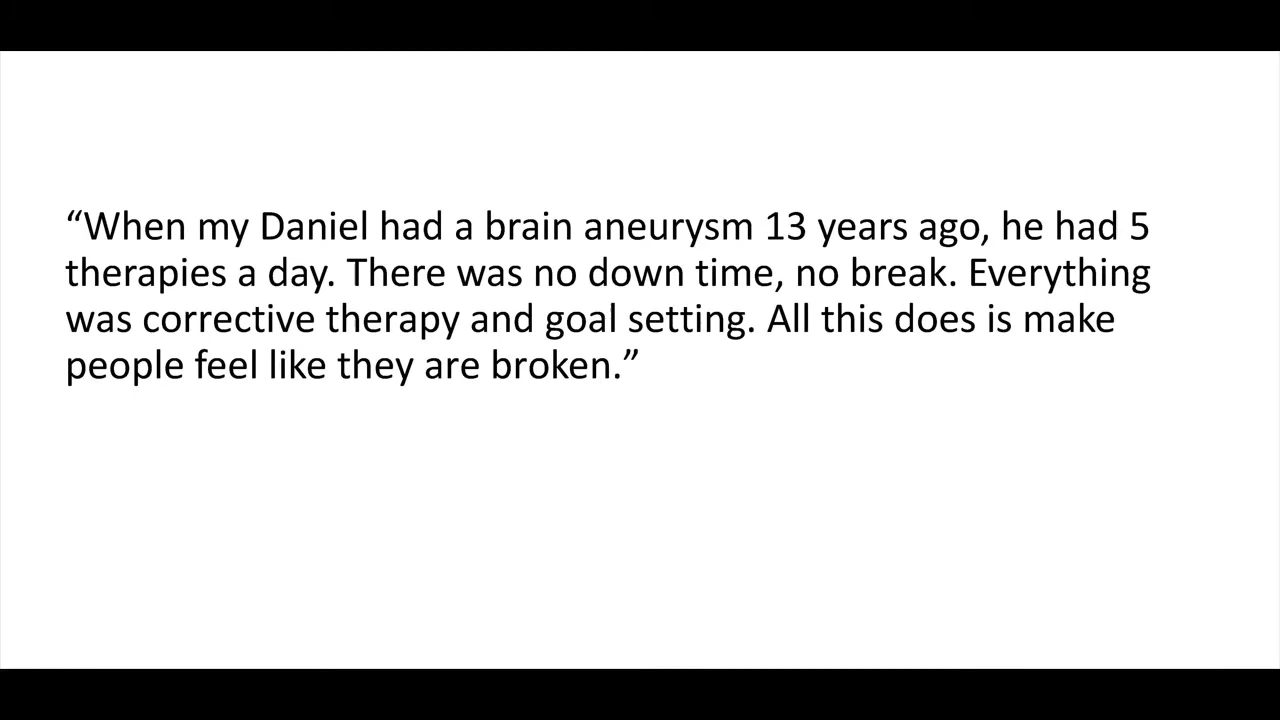 “When my Daniel had a brain aneurysm 13 years ago, he had 5
therapies a day. There was no down time, no break. Everything
was corrective therapy and goal setting. All this does is make
people feel like they are broken.”